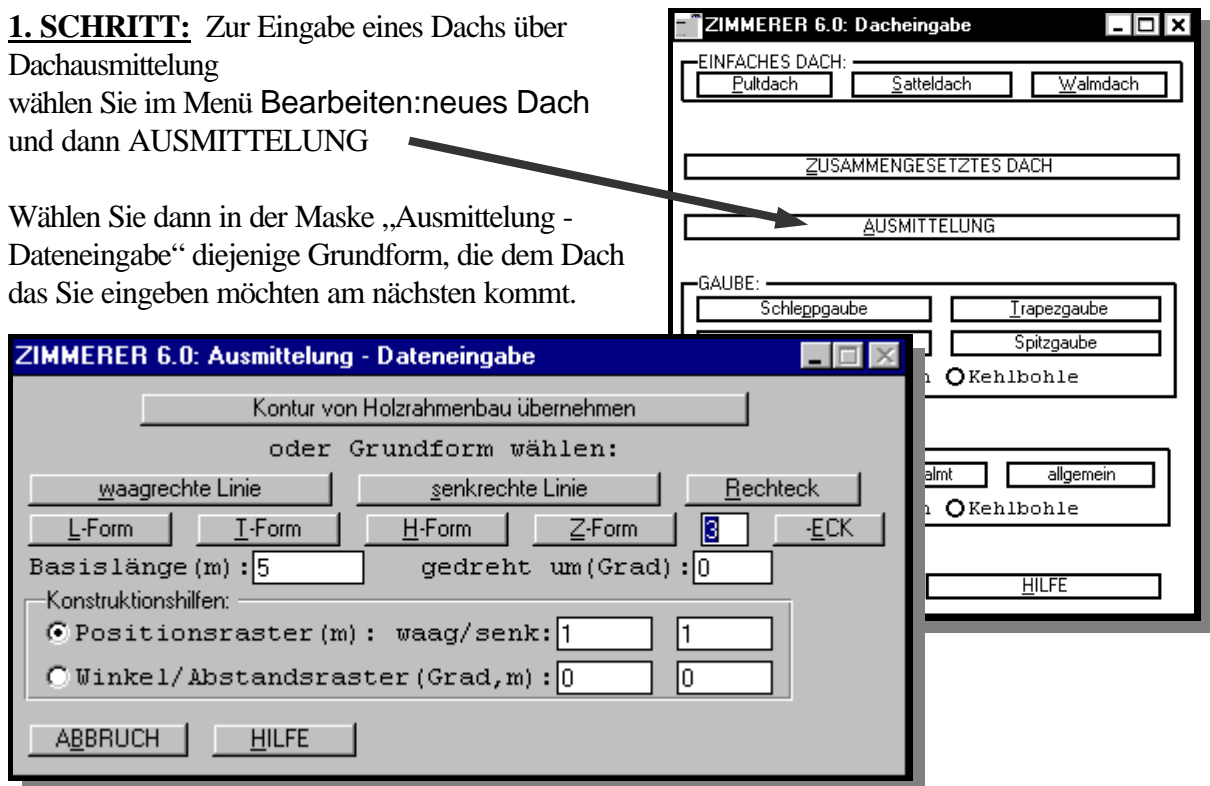 1. SCHRITT: Zur Eingabe eines Dachs über
Dachausmittelung
wählen Sie im Menü Bearbeiten:neues Dach
und dann AUSMITTELUNG
Wählen Sie dann in der Maske „Ausmittelung -
Dateneingabe“ diejenige Grundform, die dem Dach
das Sie eingeben möchten am nächsten kommt.
ZIMMERER 6.0: Dacheingabe
EINFACHES DACH:
Pultdach Satteldach Walmdach
ZUSAMMENGESETZTES DACH
AUSMITTELUNG
GAUBE:
Schleppgaube Trapezgaube
Spitzgaube
Kehlbohle
almt allgemein
Kehlbohle
HILFE
ZIMMERER 6.0: Ausmittelung - Dateneingabe
Kontur von Holzrahmenbau übernehmen
oder Grundform wählen:
waagrechte Linie senkrechte Linie Rechteck
L-Form T-Form H-Form Z-Form 3 -ECK
Basislänge(m):5 gedreht um(Grad):0
Konstruktionshilfen:
Positionsraster(m): waag/senk:1 1
Winkel/Abstandsraster(Grad,m):0 0
ABBRUCH HILFE